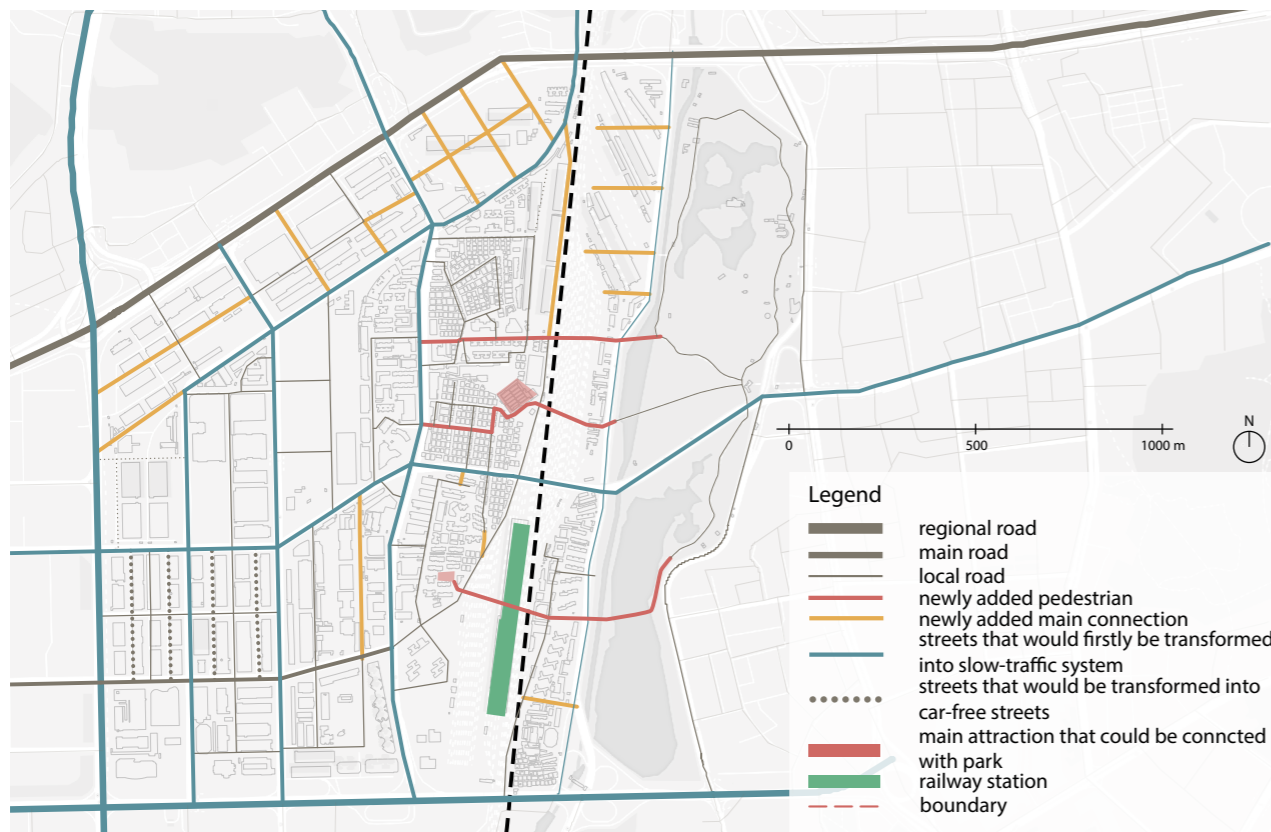 N
0
500
1000 m
Legend
regional road
main road
local road
newly added pedestrian
newly added main connection
streets that would firstly be transformed
into slow-traffic system
streets that would be transformed into
car-free streets
main attraction that could be conncted
with park
railway station
boundary